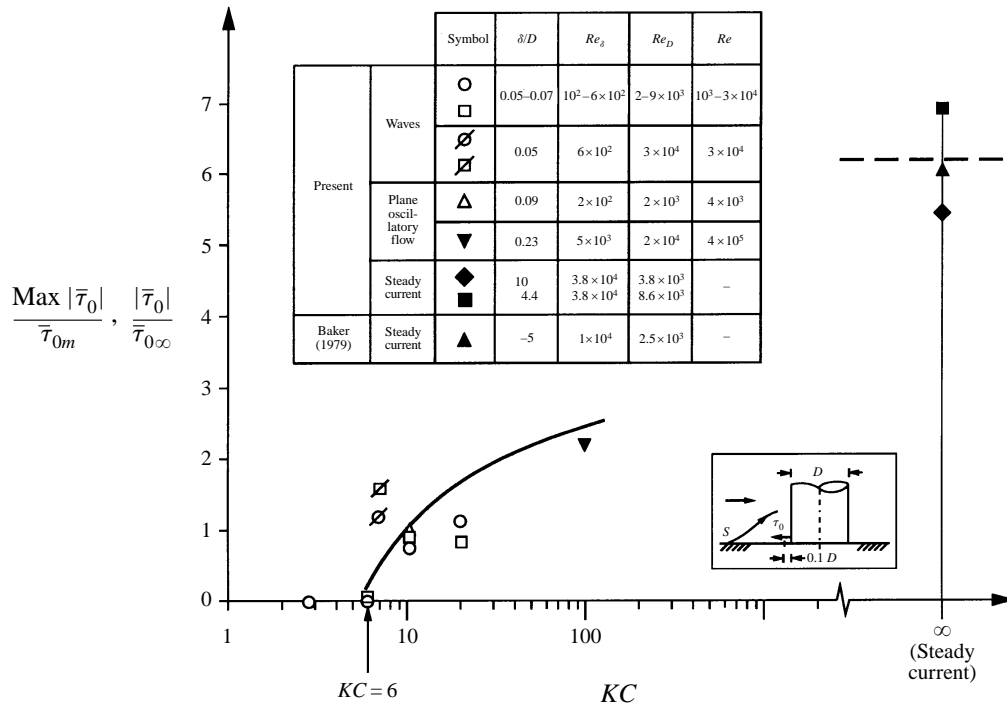 Symbol δ/D Re_δ Re_D Re
Present Waves 0.05–0.07 10²–6×10² 2–9×10³ 10³–3×10⁴
0.05 6×10² 3×10⁴ 3×10⁴
Plane oscil-latory flow 0.09 2×10² 2×10³ 4×10³
0.23 5×10³ 2×10⁴ 4×10⁵
Steady current 10 3.8×10⁴ 3.8×10³ –
4.4 3.8×10⁴ 8.6×10³
Baker (1979) Steady current –5 1×10⁴ 2.5×10³ –
Max |τ̅₀| / τ̅₀ₘ , |τ̅₀| / τ̅₀∞
7
6
5
4
3
2
1
0
D
S
τ₀
0.1 D
1 10 100 ∞
(Steady
current)
KC = 6
KC